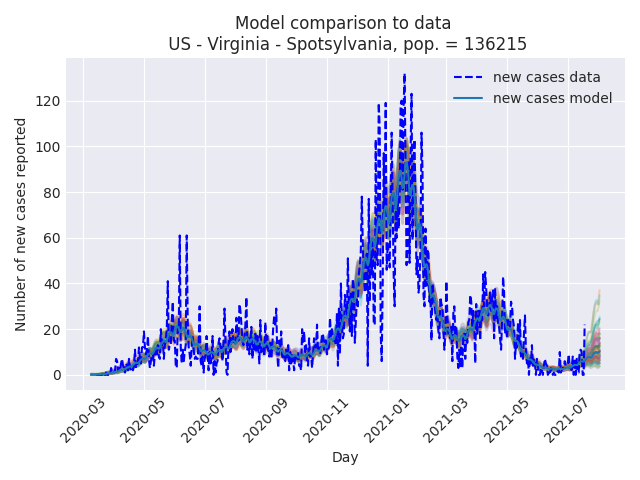 Model comparison to data
US - Virginia - Spotsylvania, pop. = 136215
new cases data
new cases model
Number of new cases reported
120
100
80
60
40
20
0
2020-03
2020-05
2020-07
2020-09
2020-11
2021-01
2021-03
2021-05
2021-07
Day